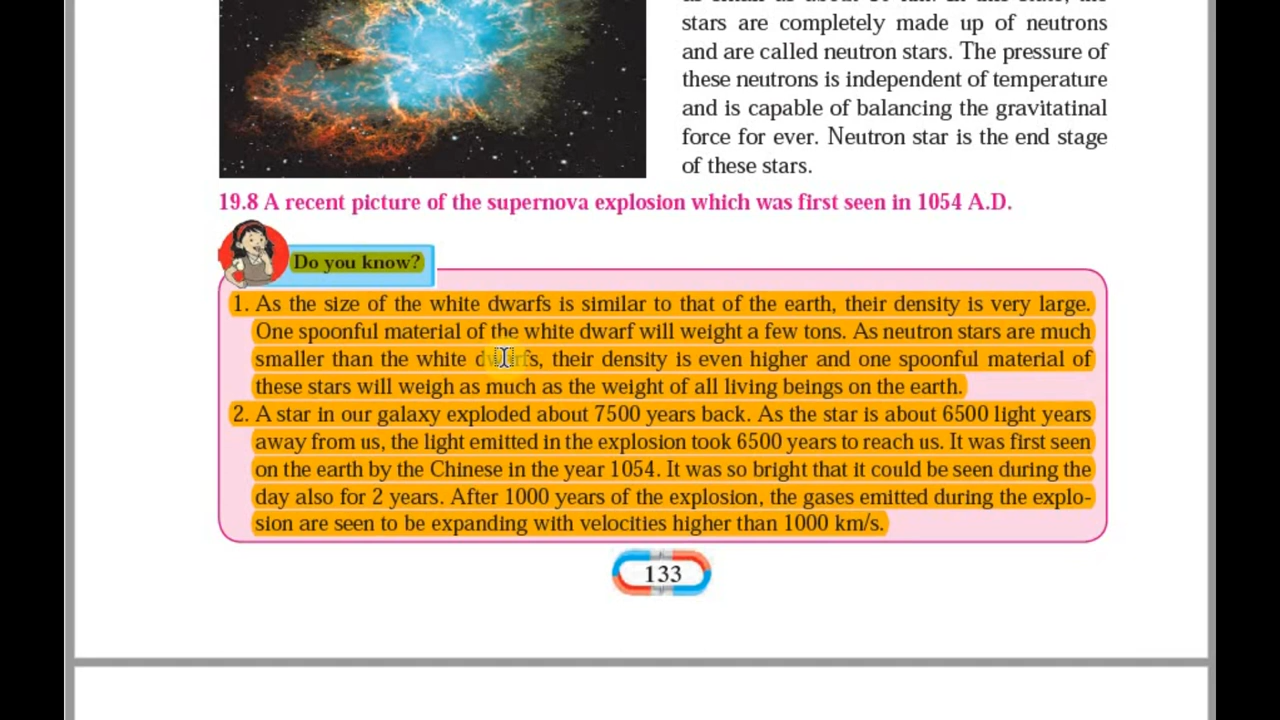 stars are completely made up of neutrons
and are called neutron stars. The pressure of
these neutrons is independent of temperature
and is capable of balancing the gravitatinal
force for ever. Neutron star is the end stage
of these stars.
19.8 A recent picture of the supernova explosion which was first seen in 1054 A.D.
Do you know?
1. As the size of the white dwarfs is similar to that of the earth, their density is very large.
One spoonful material of the white dwarf will weight a few tons. As neutron stars are much
smaller than the white dwarfs, their density is even higher and one spoonful material of
these stars will weigh as much as the weight of all living beings on the earth.
2. A star in our galaxy exploded about 7500 years back. As the star is about 6500 light years
away from us, the light emitted in the explosion took 6500 years to reach us. It was first seen
on the earth by the Chinese in the year 1054. It was so bright that it could be seen during the
day also for 2 years. After 1000 years of the explosion, the gases emitted during the explo-
sion are seen to be expanding with velocities higher than 1000 km/s.
133